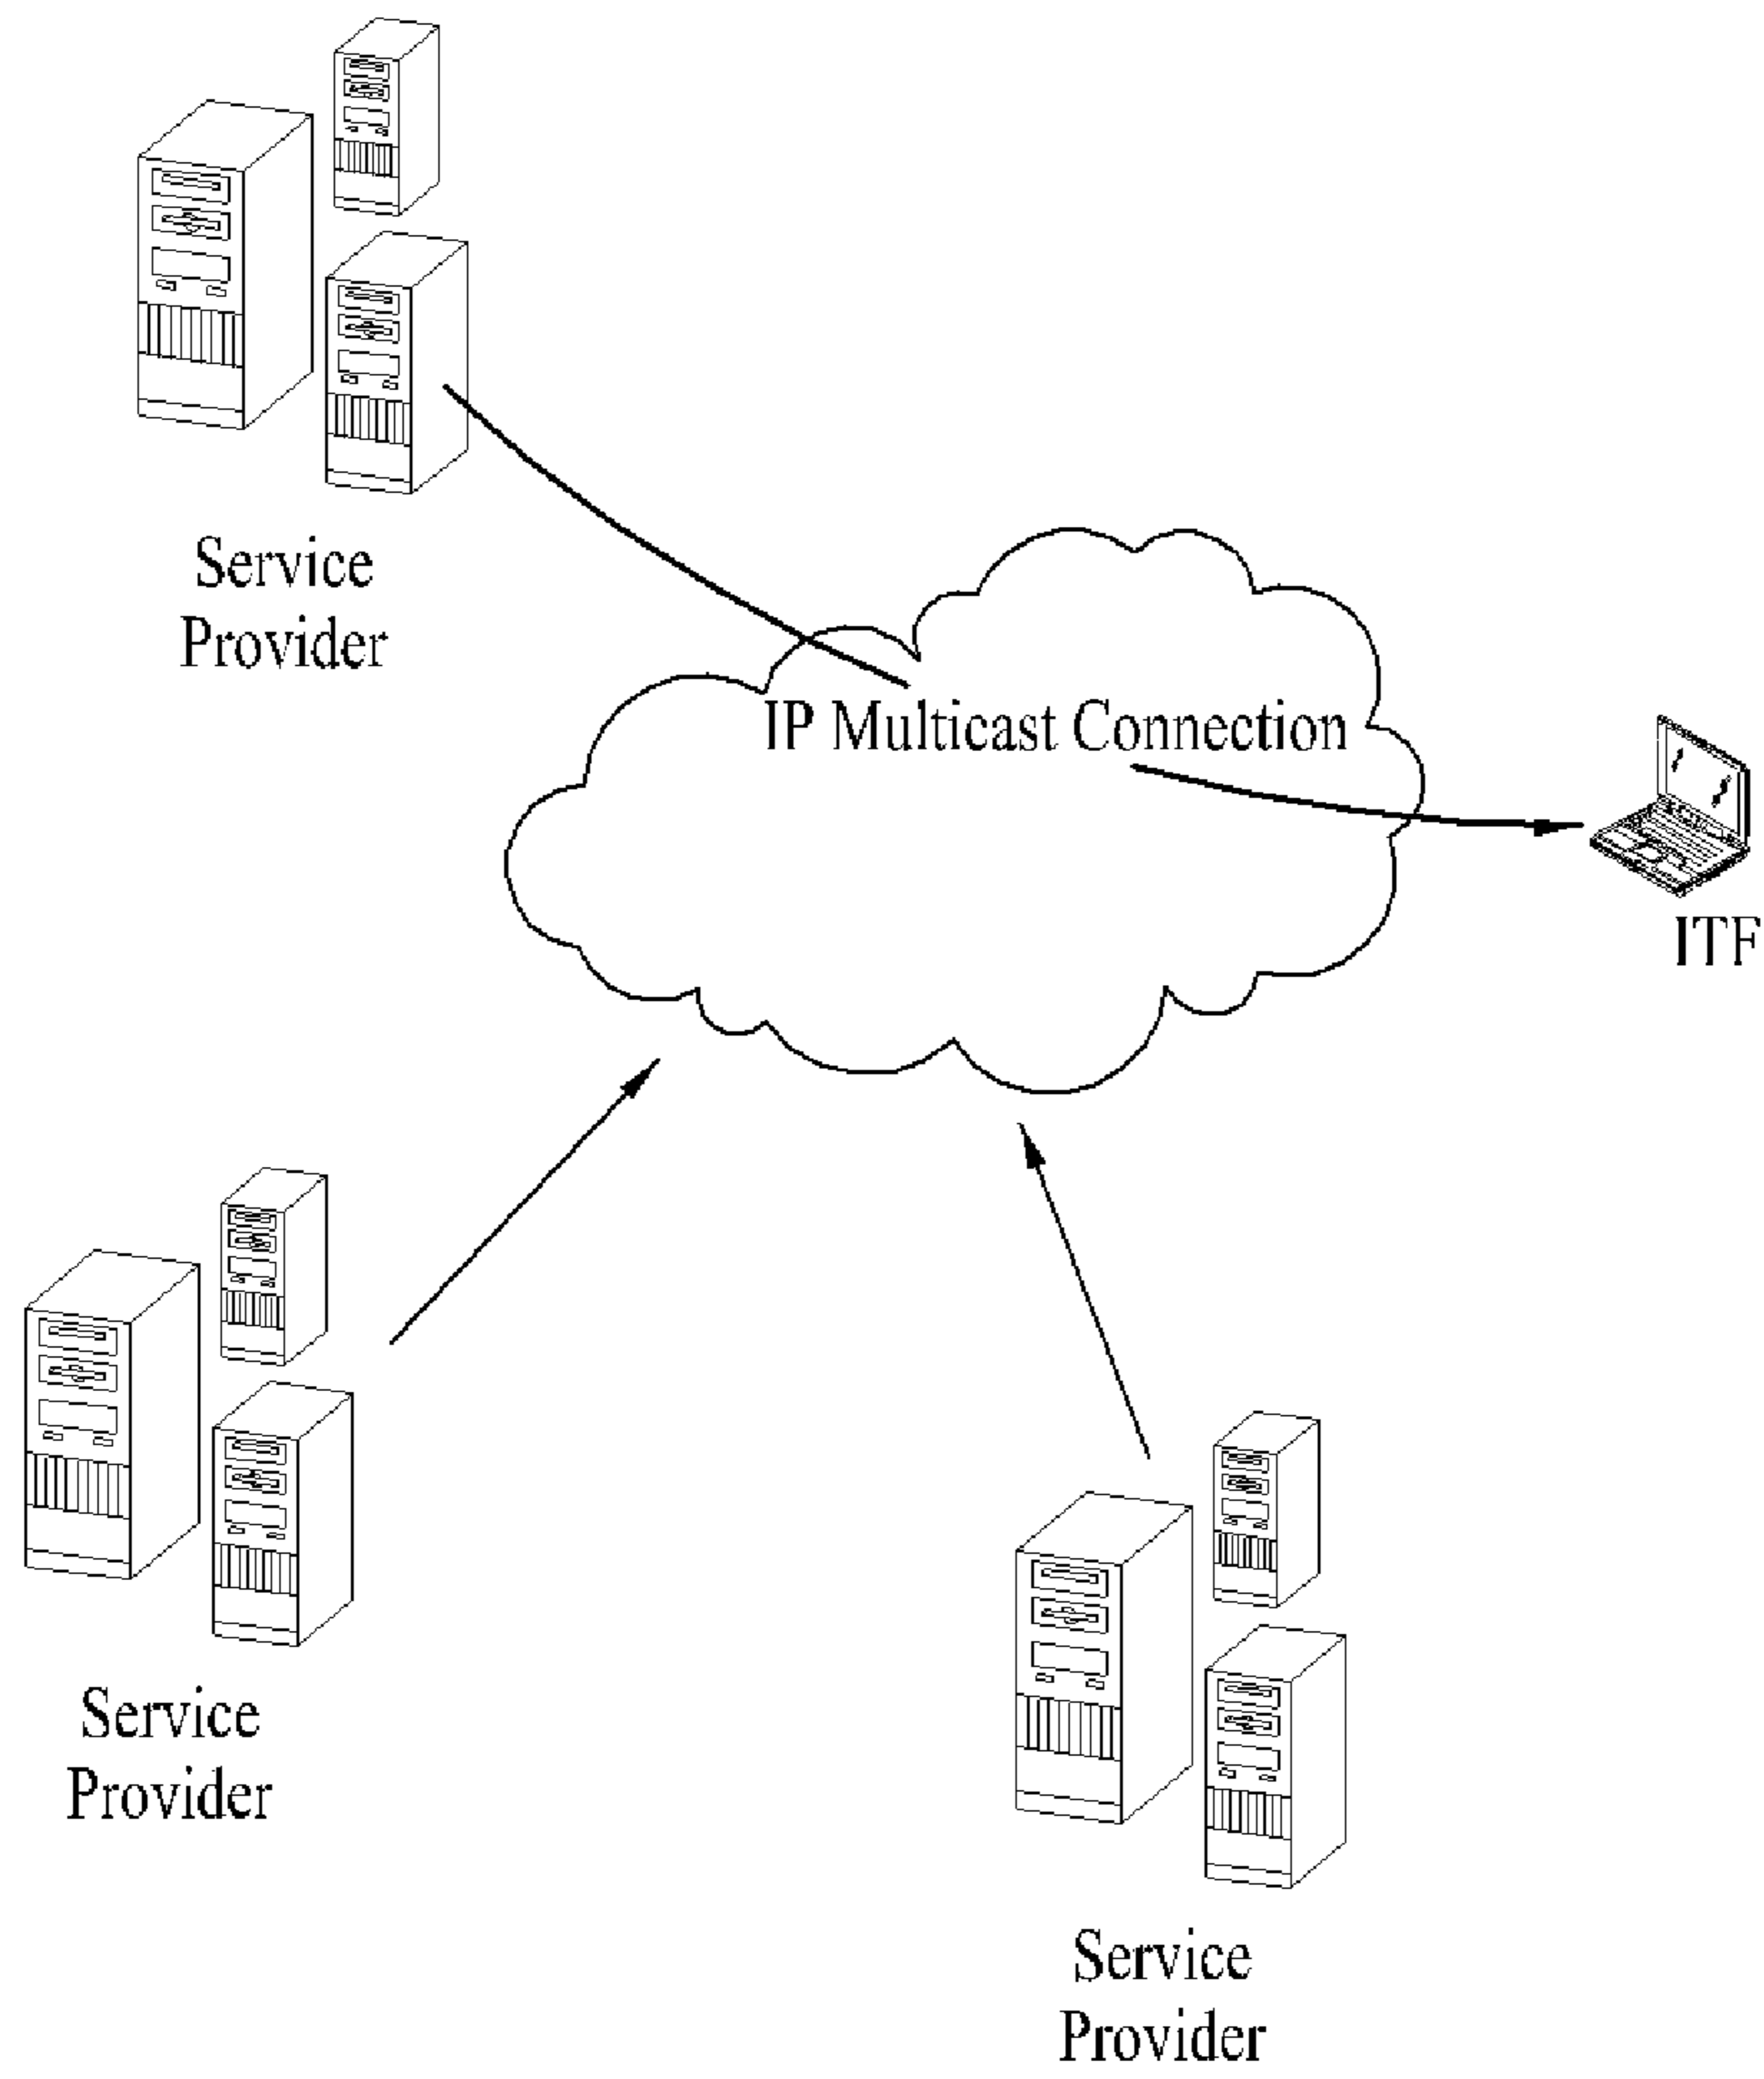 Service
Provider
IP Multicast Connection
ITF
Service
Provider
Service
Provider